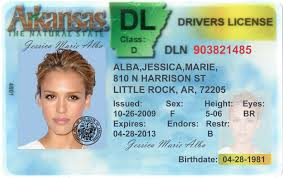 Arkansas
THE NATURAL STATE
DL
Class:
D
DRIVERS LICENSE
DLN 903821485
Jessica Marie Alba
ALBA,JESSICA,MARIE,
810 N HARRISON ST
LITTLE ROCK, AR, 72205
Issued: Sex: Height: Eyes:
10-26-2009 F 5-06 BR
Expires: End: Rest:
04-28-2013 B
Jessica Marie Alba
Birthdate: 04-28-1981